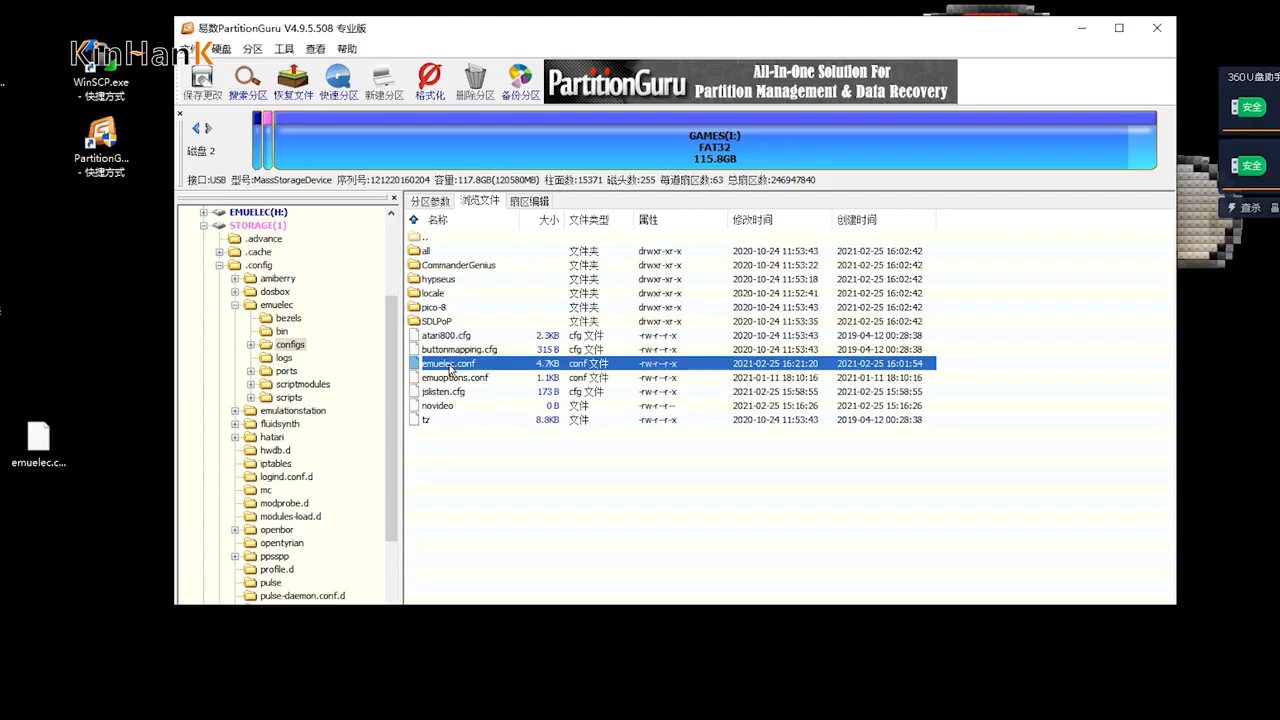 易数PartitionGuru V4.9.5.508 专业版
KinHanK
硬盘 分区 工具 查看 帮助
保存更改 搜索分区 恢复文件 快速分区 新建分区 格式化 删除分区 备份分区
PartitionGuru
All-In-One Solution For
Partition Management & Data Recovery
磁盘 2
GAMES(I:)
FAT32
115.8GB
接口:USB 型号:MassStorageDevice 序列号:121220160204 容量:117.8GB(120580MB) 柱面数:15371 磁头数:255 每道扇区数:63 总扇区数:246947840
EMUELEC(H:)
STORAGE(1)
.advance
.cache
.config
amiberry
dosbox
emuelec
bezels
bin
configs
logs
ports
scriptmodules
scripts
emulationstation
fluidsynth
hatari
hwdb.d
iptables
logind.conf.d
mc
modprobe.d
modules-load.d
openbor
opentyrian
ppsspp
profile.d
pulse
pulse-daemon.conf.d
分区参数 浏览文件 扇区编辑
名称 大小 文件类型 属性 修改时间 创建时间
..
all 文件夹 drwxr-xr-x 2020-10-24 11:53:43 2021-02-25 16:02:42
CommanderGenius 文件夹 drwxr-xr-x 2020-10-24 11:53:22 2021-02-25 16:02:42
hypseus 文件夹 drwxr-xr-x 2020-10-24 11:53:18 2021-02-25 16:02:42
locale 文件夹 drwxr-xr-x 2020-10-24 11:52:41 2021-02-25 16:02:42
pico-8 文件夹 drwxr-xr-x 2020-10-24 11:53:43 2021-02-25 16:02:42
SDLPoP 文件夹 drwxr-xr-x 2020-10-24 11:53:35 2021-02-25 16:02:42
atari800.cfg 2.3KB cfg 文件 -rw-r--r-x 2020-10-24 11:53:43 2019-04-12 00:28:38
buttonmapping.cfg 315 B cfg 文件 -rw-r--r-x 2020-10-24 11:53:43 2019-04-12 00:28:38
emuelec.conf 4.7KB conf 文件 -rw-r--r-x 2021-02-25 16:21:20 2021-02-25 16:01:54
emuoptions.conf 1.1KB conf 文件 -rw-r--r-x 2021-01-11 18:10:16 2021-01-11 18:10:16
jslisten.cfg 173 B cfg 文件 -rw-r--r-x 2021-02-25 15:58:55 2021-02-25 15:58:55
novideo 0 B 文件 -rw-r--r-- 2021-02-25 15:16:26 2021-02-25 15:16:26
tz 8.8KB 文件 -rw-r--r-x 2020-10-24 11:53:43 2019-04-12 00:28:38
WinSCP.exe
- 快捷方式
PartitionG...
- 快捷方式
emuelec.c...
360U盘助手
安全
安全
查杀